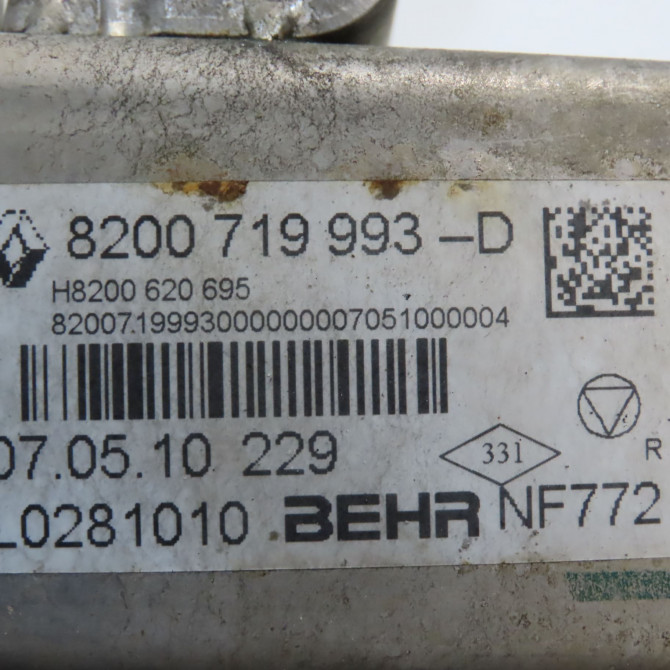 8200 719 993 -D
H8200 620 695
82007199930000000007051000004
07.05.10 229
331
R
L0281010 BEHR NF772